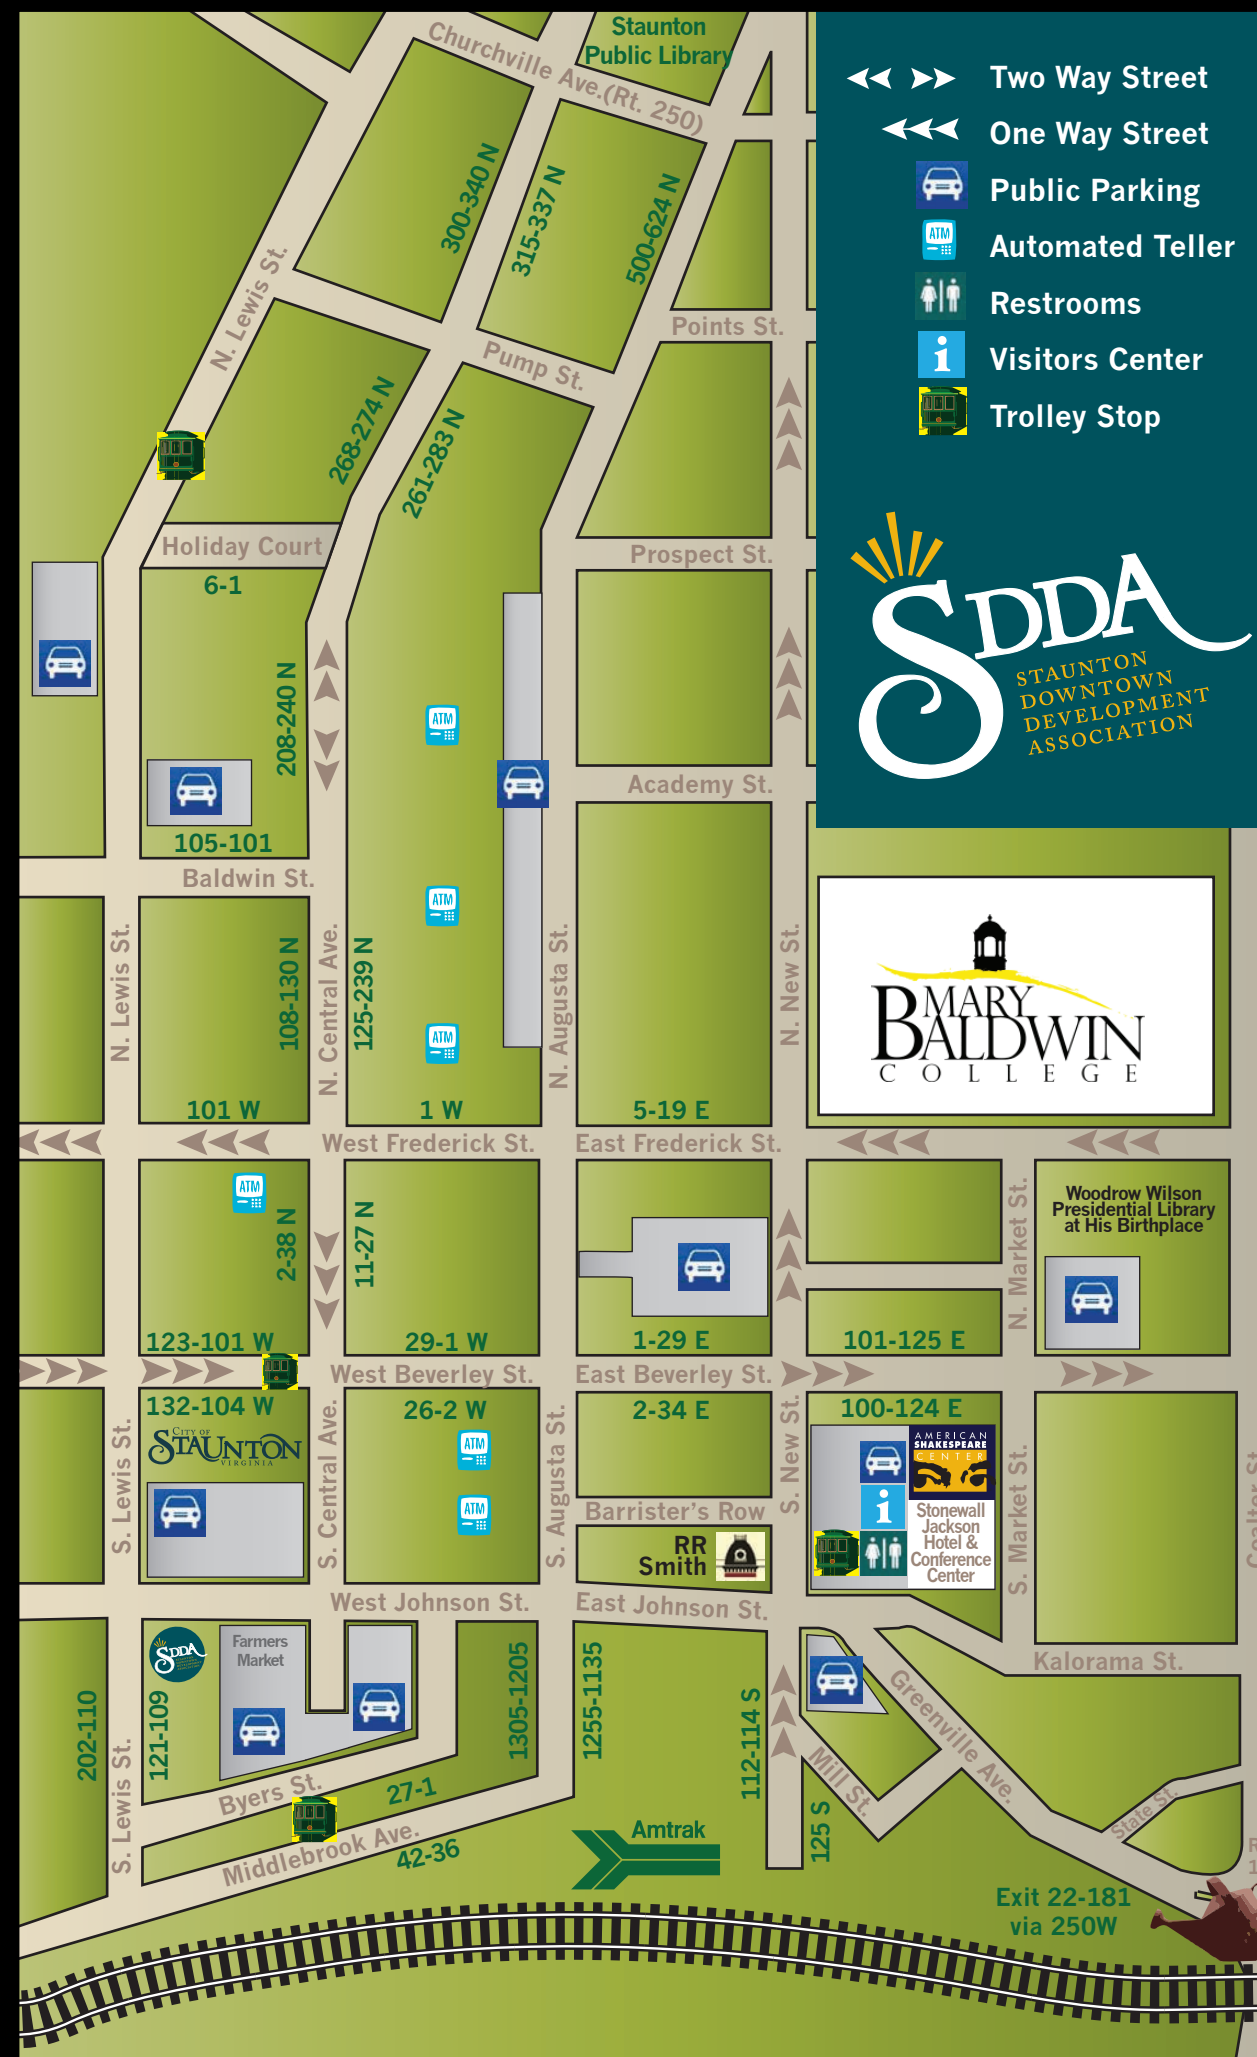 Staunton
Public Library
Churchville Ave.(Rt. 250)
300-340 N
315-337 N
500-624 N
N. Lewis St.
Points St.
Pump St.
268-274 N
261-283 N
Holiday Court
6-1
Prospect St.
208-240 N
ATM
Academy St.
105-101
Baldwin St.
ATM
N. Lewis St.
108-130 N
N. Central Ave.
125-239 N
ATM
N. Augusta St.
N. New St.
101 W
1 W
5-19 E
West Frederick St.
East Frederick St.
Two Way Street
One Way Street
Public Parking
ATM
Automated Teller
Restrooms
i
Visitors Center
Trolley Stop
SDDA
STAUNTON
DOWNTOWN
DEVELOPMENT
ASSOCIATION
MARY
BALDWIN
COLLEGE
ATM
2-38 N
11-27 N
N. Market St.
Woodrow Wilson
Presidential Library
at His Birthplace
123-101 W
29-1 W
1-29 E
101-125 E
West Beverley St.
East Beverley St.
132-104 W
26-2 W
2-34 E
100-124 E
CITY OF
STAUNTON
VIRGINIA
S. Lewis St.
S. Central Ave.
ATM
ATM
S. Augusta St.
S. New St.
AMERICAN
SHAKESPEARE
CENTER
i
Stonewall
Jackson
Hotel &
Conference
Center
S. Market St.
Barrister's Row
RR
Smith
West Johnson St.
East Johnson St.
SDDA
Farmers
Market
Kalorama St.
202-110
121-109
S. Lewis St.
1305-1205
1255-1135
112-114 S
Greenville Ave.
Mill St.
State St.
Byers St.
27-1
Middlebrook Ave.
42-36
125 S
Amtrak
Exit 22-181
via 250W